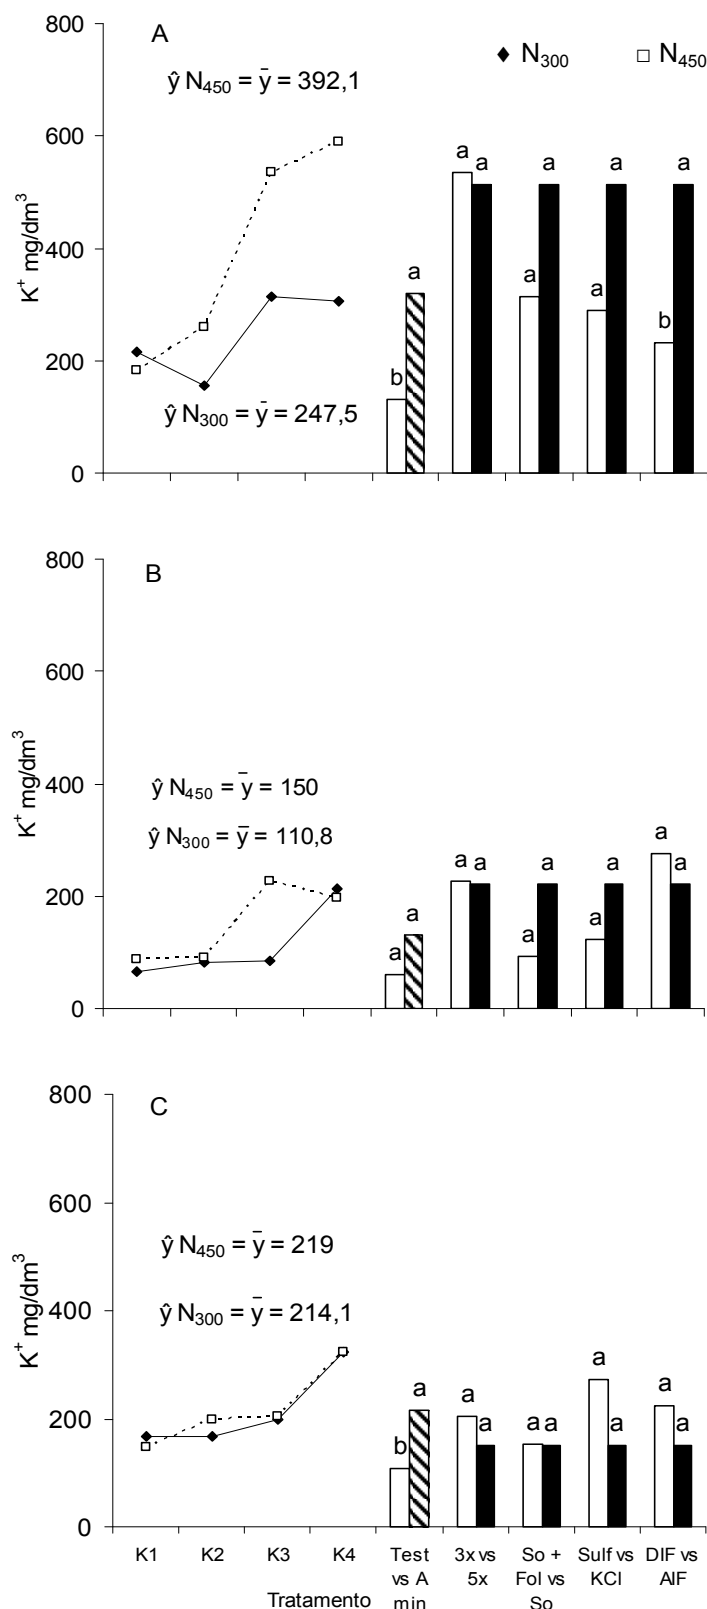 A
◆ N300 □ N450
ŷ N450 = ȳ = 392,1
ŷ N300 = ȳ = 247,5
K+ mg/dm3
800
600
400
200
0
b a a a a a a a b a
B
ŷ N450 = ȳ = 150
ŷ N300 = ȳ = 110,8
K+ mg/dm3
800
600
400
200
0
a a a a a a a a a a
C
ŷ N450 = ȳ = 219
ŷ N300 = ȳ = 214,1
K+ mg/dm3
800
600
400
200
0
b a a a a a a a a a
K1 K2 K3 K4
Test vs A min
3x vs 5x
So + Fol vs So
Sulf vs KCl
DIF vs AIF
Tratamento